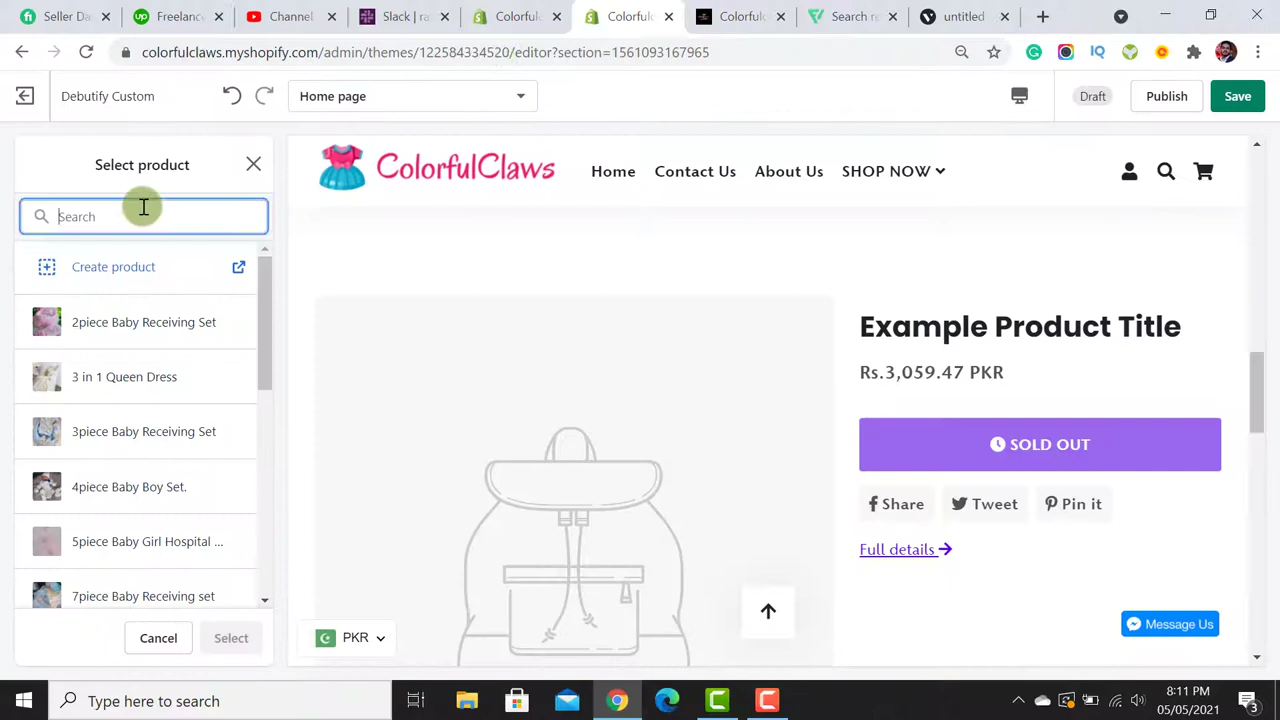 Seller D
Freelanc
Channel
Slack | ra
Colorful
Colorful
Colorful
Search re
untitled
colorfulclaws.myshopify.com/admin/themes/122584334520/editor?section=1561093167965
Debutify Custom
Home page
Draft
Publish
Save
Select product
Search
Create product
2piece Baby Receiving Set
3 in 1 Queen Dress
3piece Baby Receiving Set
4piece Baby Boy Set.
5piece Baby Girl Hospital ...
7piece Baby Receiving set
Cancel
Select
ColorfulClaws
Home
Contact Us
About Us
SHOP NOW
Example Product Title
Rs.3,059.47 PKR
SOLD OUT
Share
Tweet
Pin it
Full details
PKR
Message Us
Type here to search
8:11 PM
05/05/2021
3